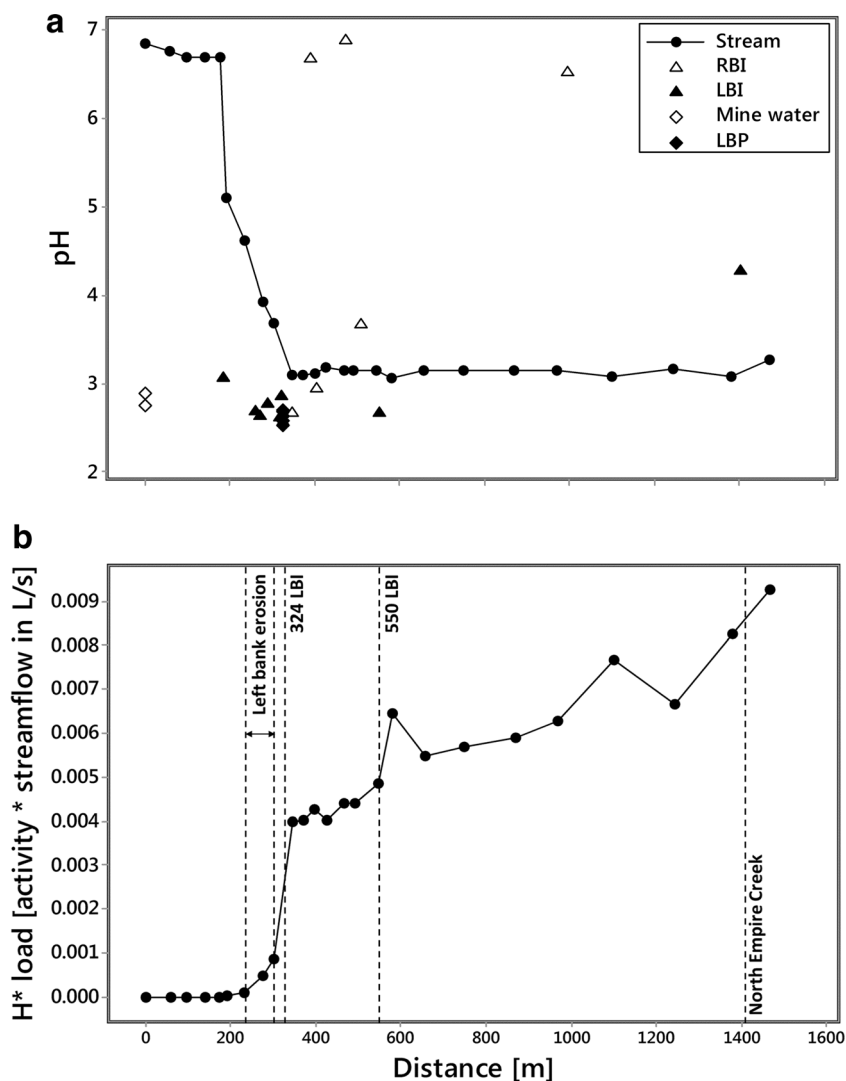 a
7
6
5
4
3
2
pH
Stream
RBI
LBI
Mine water
LBP
b
H* load [activity * streamflow in L/s]
0.009
0.008
0.007
0.006
0.005
0.004
0.003
0.002
0.001
0.000
Left bank erosion
324 LBI
550 LBI
North Empire Creek
0 200 400 600 800 1000 1200 1400 1600
Distance [m]